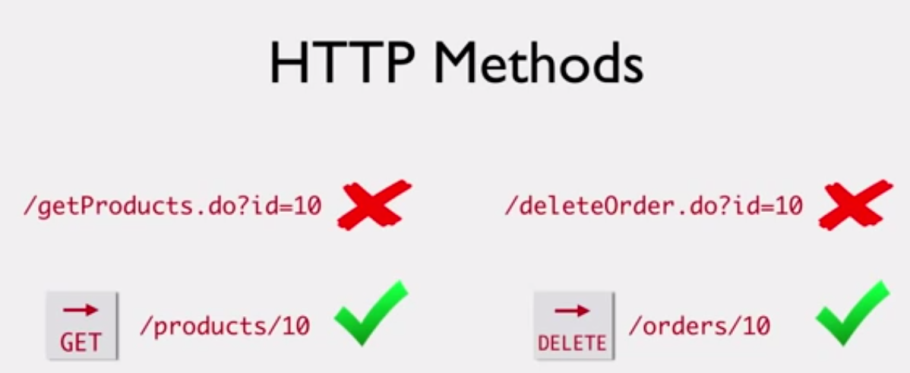 HTTP Methods
/getProducts.do?id=10
/deleteOrder.do?id=10
GET /products/10
DELETE /orders/10